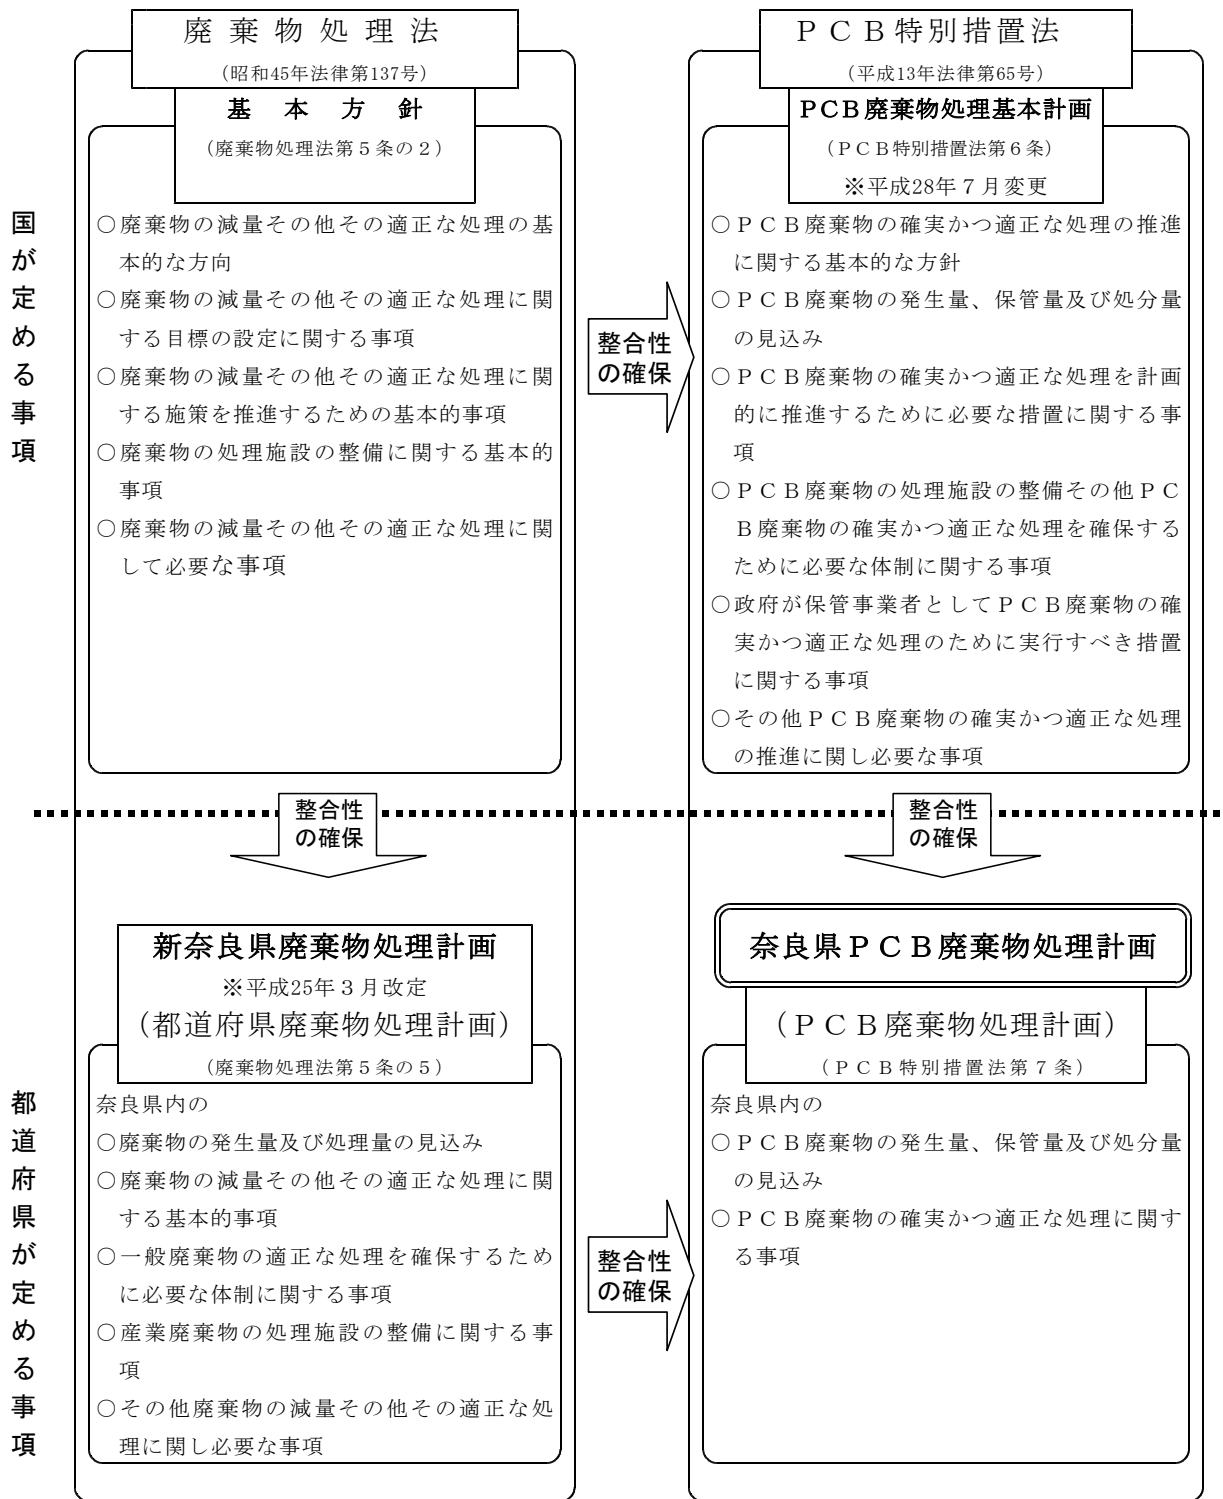 廃棄物処理法
(昭和45年法律第137号)
基本方針
(廃棄物処理法第５条の２)
国が定める事項
○廃棄物の減量その他その適正な処理の基
本的な方向
○廃棄物の減量その他その適正な処理に関
する目標の設定に関する事項
○廃棄物の減量その他その適正な処理に関
する施策を推進するための基本的事項
○廃棄物の処理施設の整備に関する基本的
事項
○廃棄物の減量その他その適正な処理に関
して必要な事項
整合性
の確保
ＰＣＢ特別措置法
(平成13年法律第65号)
PCB廃棄物処理基本計画
(ＰＣＢ特別措置法第６条)
※平成28年７月変更
○ＰＣＢ廃棄物の確実かつ適正な処理の推進
に関する基本的な方針
○ＰＣＢ廃棄物の発生量、保管量及び処分量
の見込み
○ＰＣＢ廃棄物の確実かつ適正な処理を計画
的に推進するために必要な措置に関する事
項
○ＰＣＢ廃棄物の処理施設の整備その他ＰＣ
Ｂ廃棄物の確実かつ適正な処理を確保する
ために必要な体制に関する事項
○政府が保管事業者としてＰＣＢ廃棄物の確
実かつ適正な処理のために実行すべき措置
に関する事項
○その他ＰＣＢ廃棄物の確実かつ適正な処理
の推進に関し必要な事項
整合性
の確保
整合性
の確保
都道府県が定める事項
新奈良県廃棄物処理計画
※平成25年３月改定
(都道府県廃棄物処理計画)
(廃棄物処理法第５条の５)
奈良県内の
○廃棄物の発生量及び処理量の見込み
○廃棄物の減量その他その適正な処理に関
する基本的事項
○一般廃棄物の適正な処理を確保するため
に必要な体制に関する事項
○産業廃棄物の処理施設の整備に関する事
項
○その他廃棄物の減量その他その適正な処
理に関し必要な事項
整合性
の確保
奈良県ＰＣＢ廃棄物処理計画
(ＰＣＢ廃棄物処理計画)
(ＰＣＢ特別措置法第７条)
奈良県内の
○ＰＣＢ廃棄物の発生量、保管量及び処分量
の見込み
○ＰＣＢ廃棄物の確実かつ適正な処理に関す
る事項